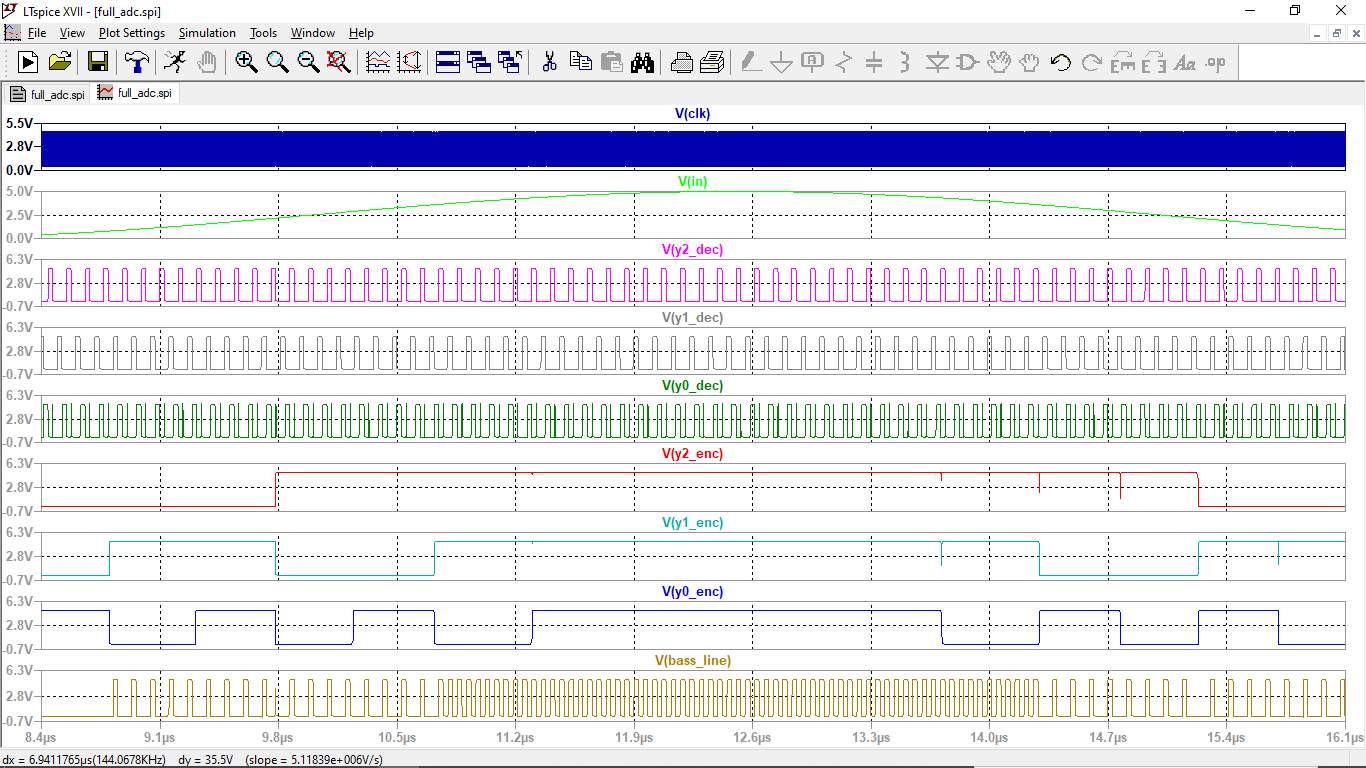 LTspice XVII - [full_adc.spi]
File View Plot Settings Simulation Tools Window Help
Aa .op
full_adc.spi full_adc.spi
V(clk)
5.5V
2.8V
0.0V
V(in)
5.0V
2.5V
0.0V
V(y2_dec)
6.3V
2.8V
-0.7V
V(y1_dec)
6.3V
2.8V
-0.7V
V(y0_dec)
6.3V
2.8V
-0.7V
V(y2_enc)
6.3V
2.8V
-0.7V
V(y1_enc)
6.3V
2.8V
-0.7V
V(y0_enc)
6.3V
2.8V
-0.7V
V(bass_line)
6.3V
2.8V
-0.7V
8.4µs 9.1µs 9.8µs 10.5µs 11.2µs 11.9µs 12.6µs 13.3µs 14.0µs 14.7µs 15.4µs 16.1µs
dx = 6.9411765µs(144.0678KHz) dy = 35.5V (slope = 5.11839e+006V/s)